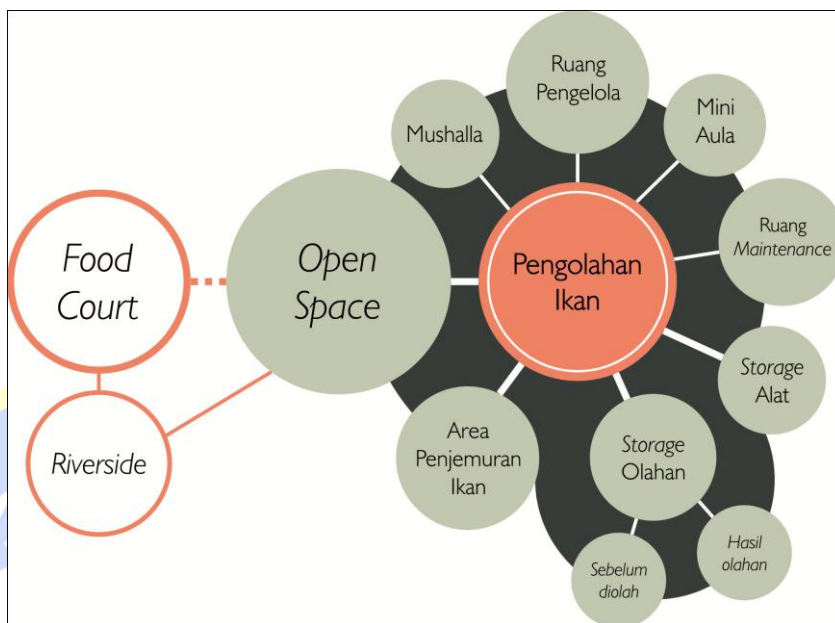 Ruang
Pengelola
Mushalla
Mini
Aula
Ruang
Maintenance
Food
Court
Open
Space
Pengolahan
Ikan
Storage
Alat
Riverside
Area
Penjemuran
Ikan
Storage
Olahan
Hasil
olahan
Sebelum
diolah